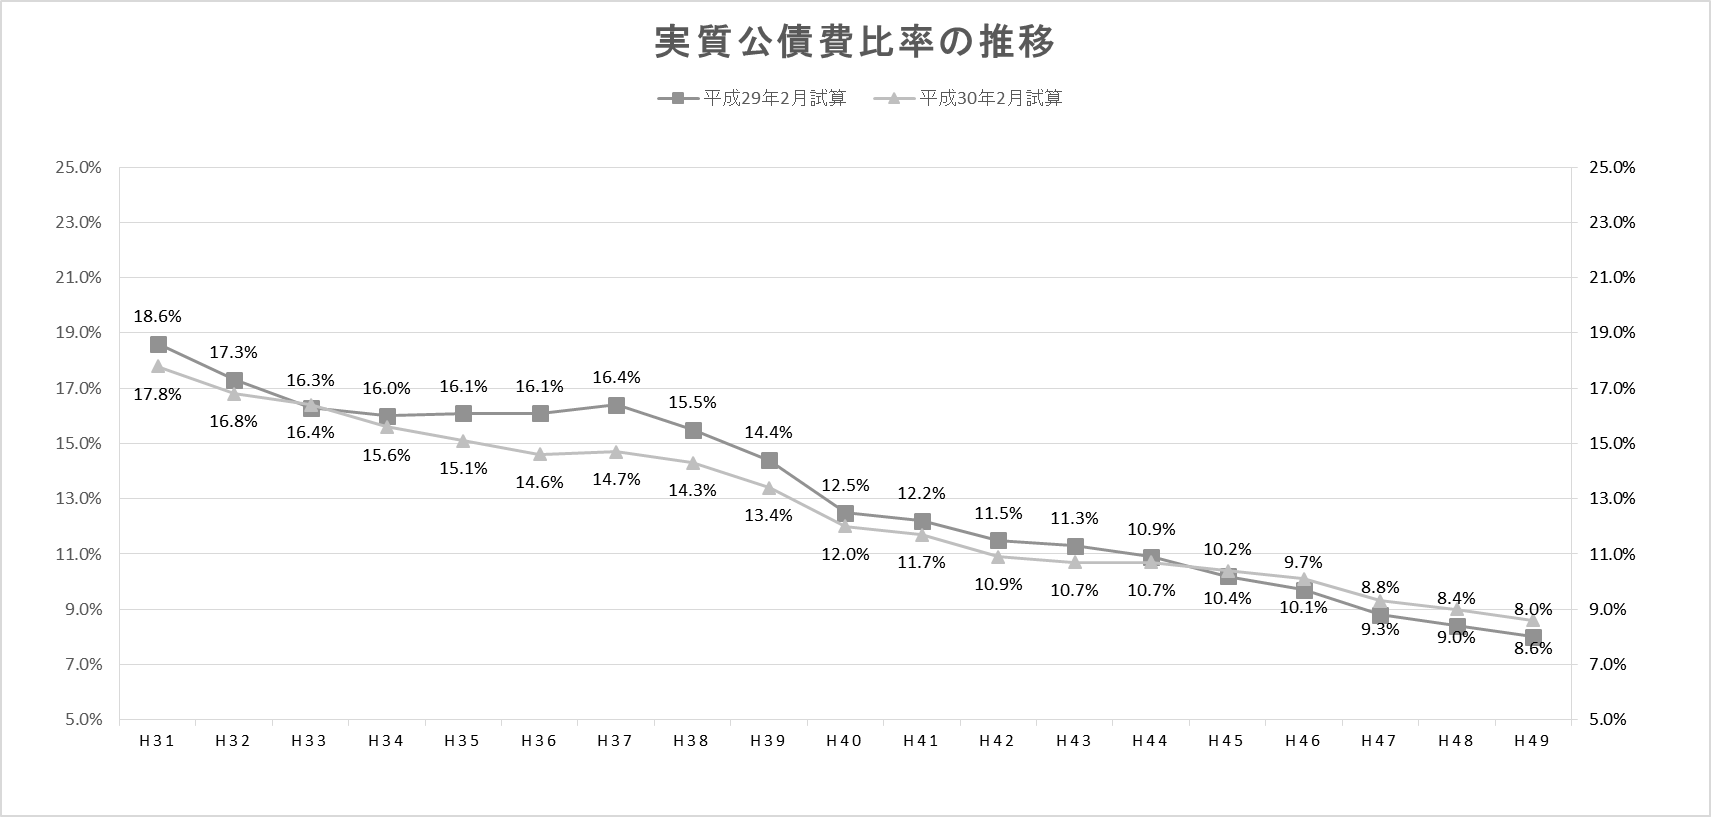 実質公債費比率の推移
平成29年2月試算 平成30年2月試算
25.0% 25.0%
23.0% 23.0%
21.0% 21.0%
19.0% 19.0%
17.0% 17.0%
15.0% 15.0%
13.0% 13.0%
11.0% 11.0%
9.0% 9.0%
7.0% 7.0%
5.0% 5.0%
18.6% 17.3% 16.3% 16.0% 16.1% 16.1% 16.4% 15.5% 14.4% 12.5% 12.2% 11.5% 11.3% 10.9% 10.2% 9.7% 8.8% 8.4% 8.0%
17.8% 16.8% 16.4% 15.6% 15.1% 14.6% 14.7% 14.3% 13.4% 12.0% 11.7% 10.9% 10.7% 10.7% 10.4% 10.1% 9.3% 9.0% 8.6%
H31 H32 H33 H34 H35 H36 H37 H38 H39 H40 H41 H42 H43 H44 H45 H46 H47 H48 H49